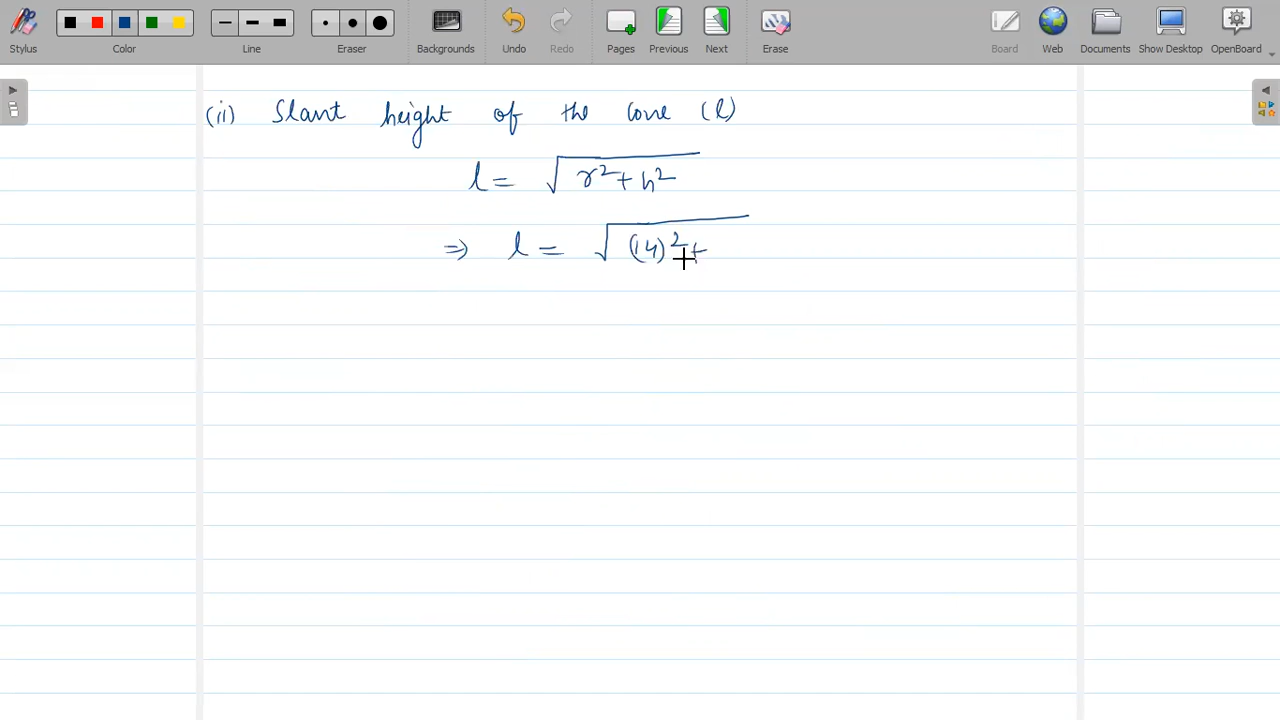 Stylus Color Line Eraser Backgrounds Undo Redo Pages Previous Next Erase Board Web Documents Show Desktop OpenBoard
(ii) Slant height of the cone (l)
l = √(r²+h²)
⇒ l = √((14)²+